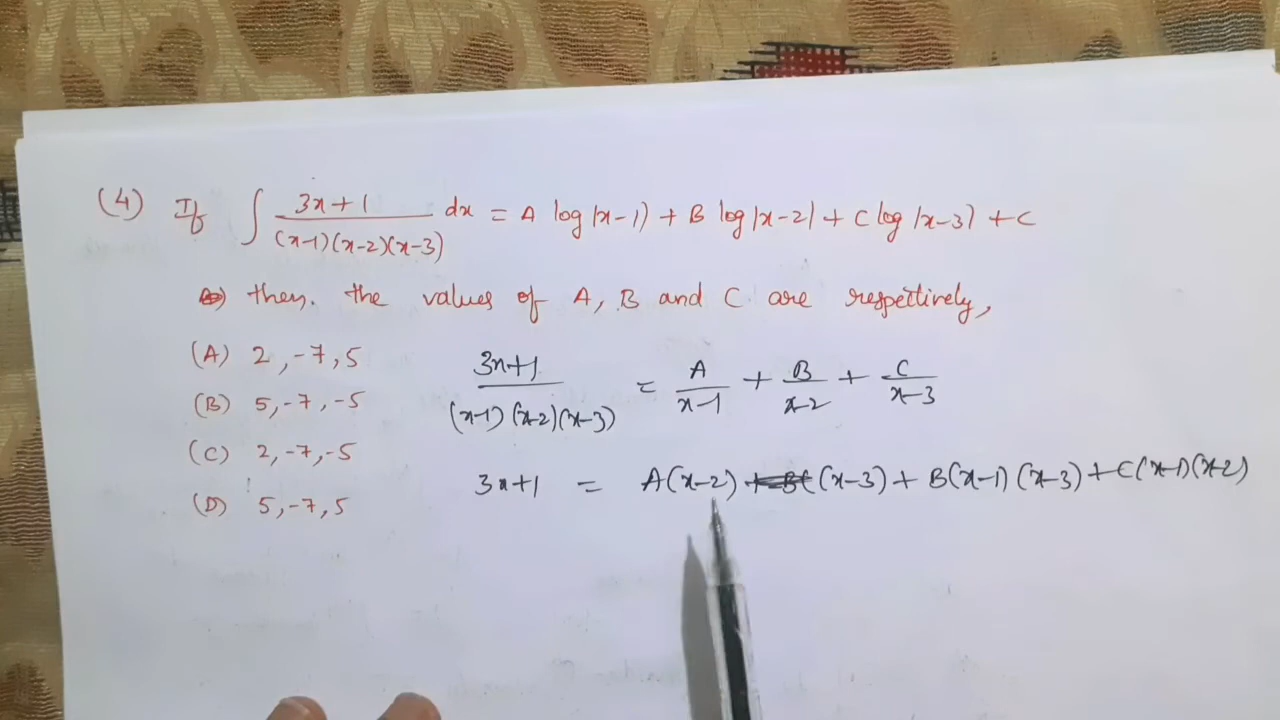 (4) If ∫ 3x+1 / (x-1)(x-2)(x-3) dx = A log|x-1| + B log|x-2| + C log|x-3| + C
then. the values of A, B and C are respectively,
(A) 2, -7, 5
3x+1 / (x-1)(x-2)(x-3) = A / x-1 + B / x-2 + C / x-3
(B) 5, -7, -5
(C) 2, -7, -5
3x+1 = A(x-2) (x-3) + B(x-1)(x-3) + C(x-1)(x-2)
(D) 5, -7, 5